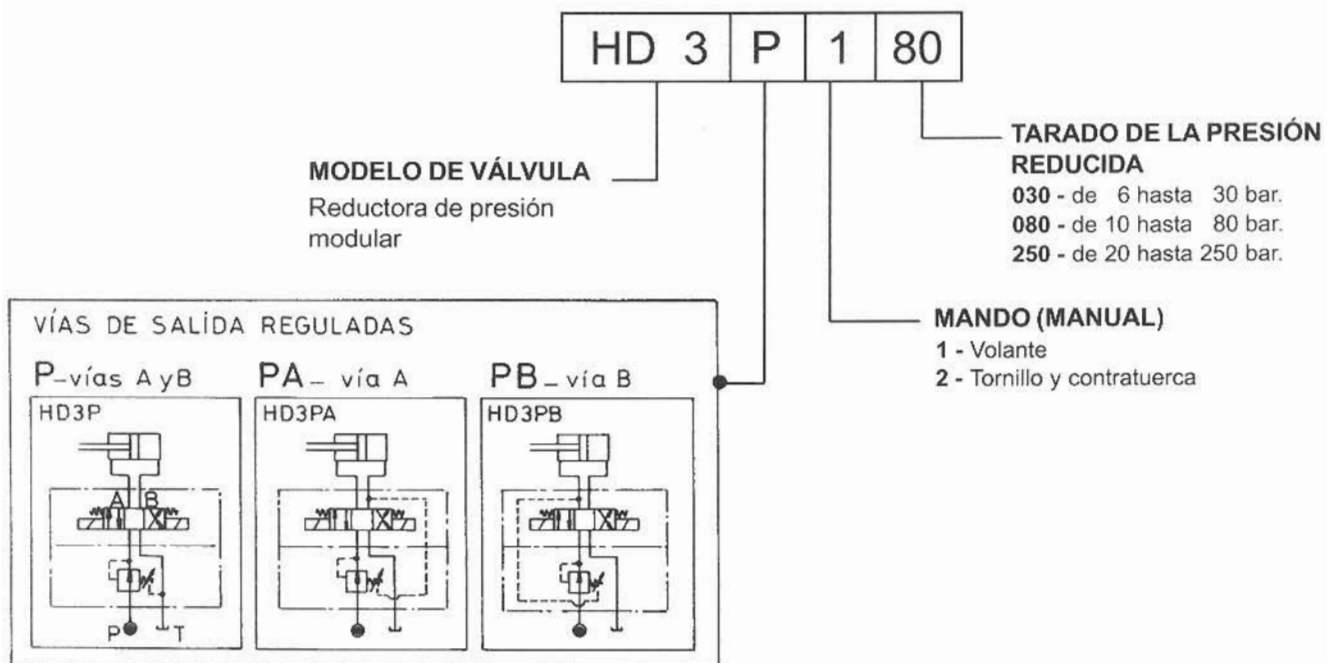 HD 3 P 1 80
TARADO DE LA PRESIÓN
REDUCIDA
030 - de 6 hasta 30 bar.
080 - de 10 hasta 80 bar.
250 - de 20 hasta 250 bar.
MODELO DE VÁLVULA
Reductora de presión
modular
MANDO (MANUAL)
1 - Volante
2 - Tornillo y contratuerca
VÍAS DE SALÍDA REGULADAS
P-vías A y B
HD3P
A B
P T
PA - vía A
HD3PA
PB - vía B
HD3PB